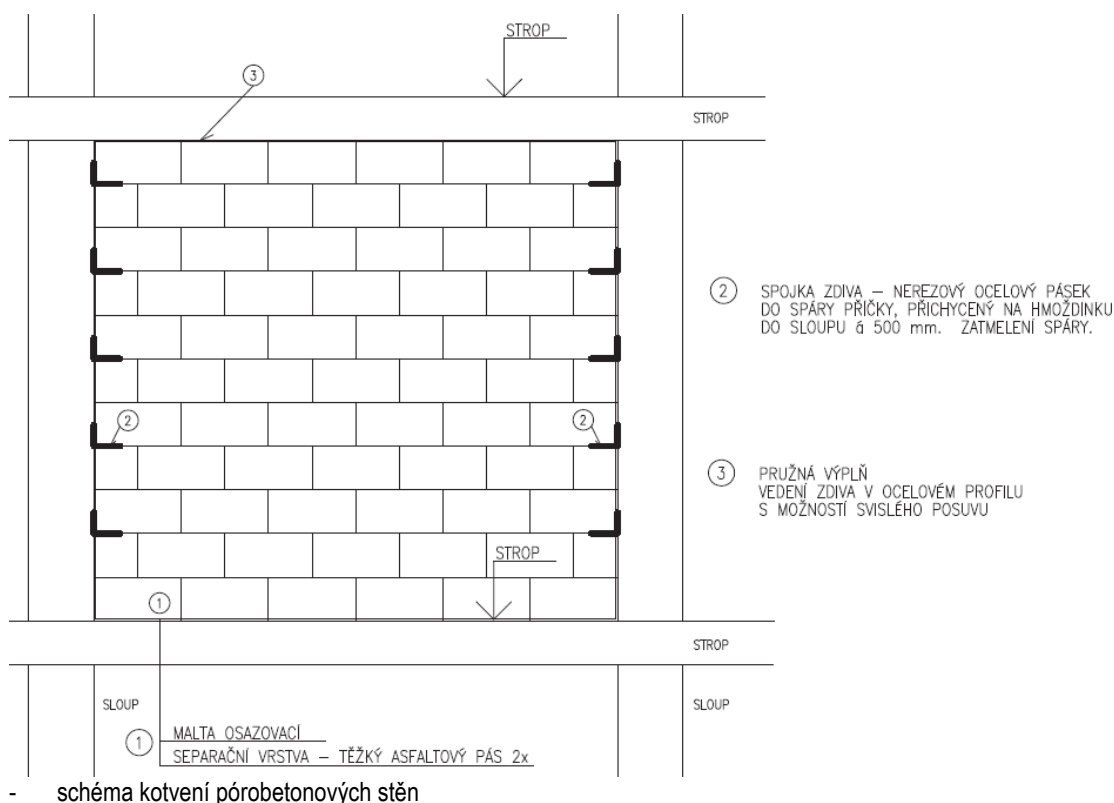 STROP
3
STROP
2 SPOJKA ZDIVA – NEREZOVÝ OCELOVÝ PÁSEK
DO SPÁRY PŘÍČKY, PŘICHYCENÝ NA HMOŽDINKU
DO SLOUPU á 500 mm. ZATMELENÍ SPÁRY.
2
2
3 PRUŽNÁ VÝPLŇ
VEDENÍ ZDIVA V OCELOVÉM PROFILU
S MOŽNOSTÍ SVISLÉHO POSUVU
STROP
1
STROP
SLOUP
SLOUP
1 MALTA OSAZOVACÍ
SEPARAČNÍ VRSTVA – TĚŽKÝ ASFALTOVÝ PÁS 2x
- schéma kotvení pórobetonových stěn